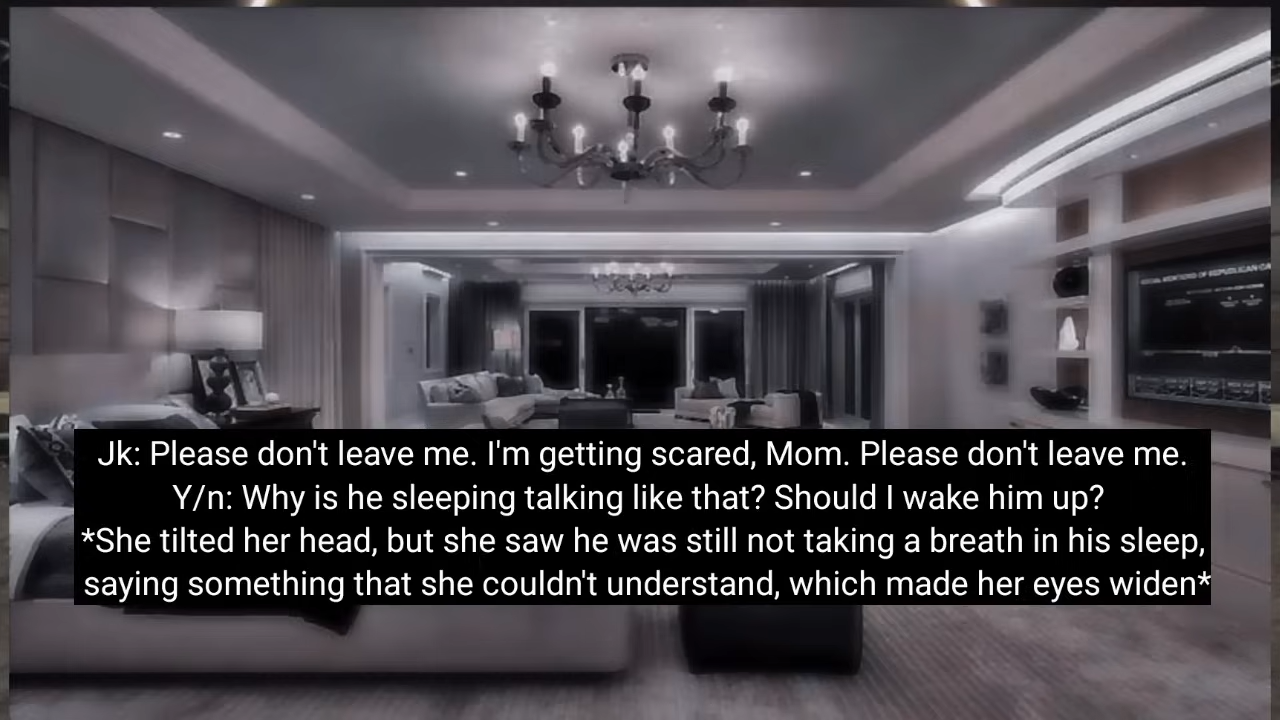 Jk: Please don't leave me. I'm getting scared, Mom. Please don't leave me.
Y/n: Why is he sleeping talking like that? Should I wake him up?
*She tilted her head, but she saw he was still not taking a breath in his sleep,
saying something that she couldn't understand, which made her eyes widen*